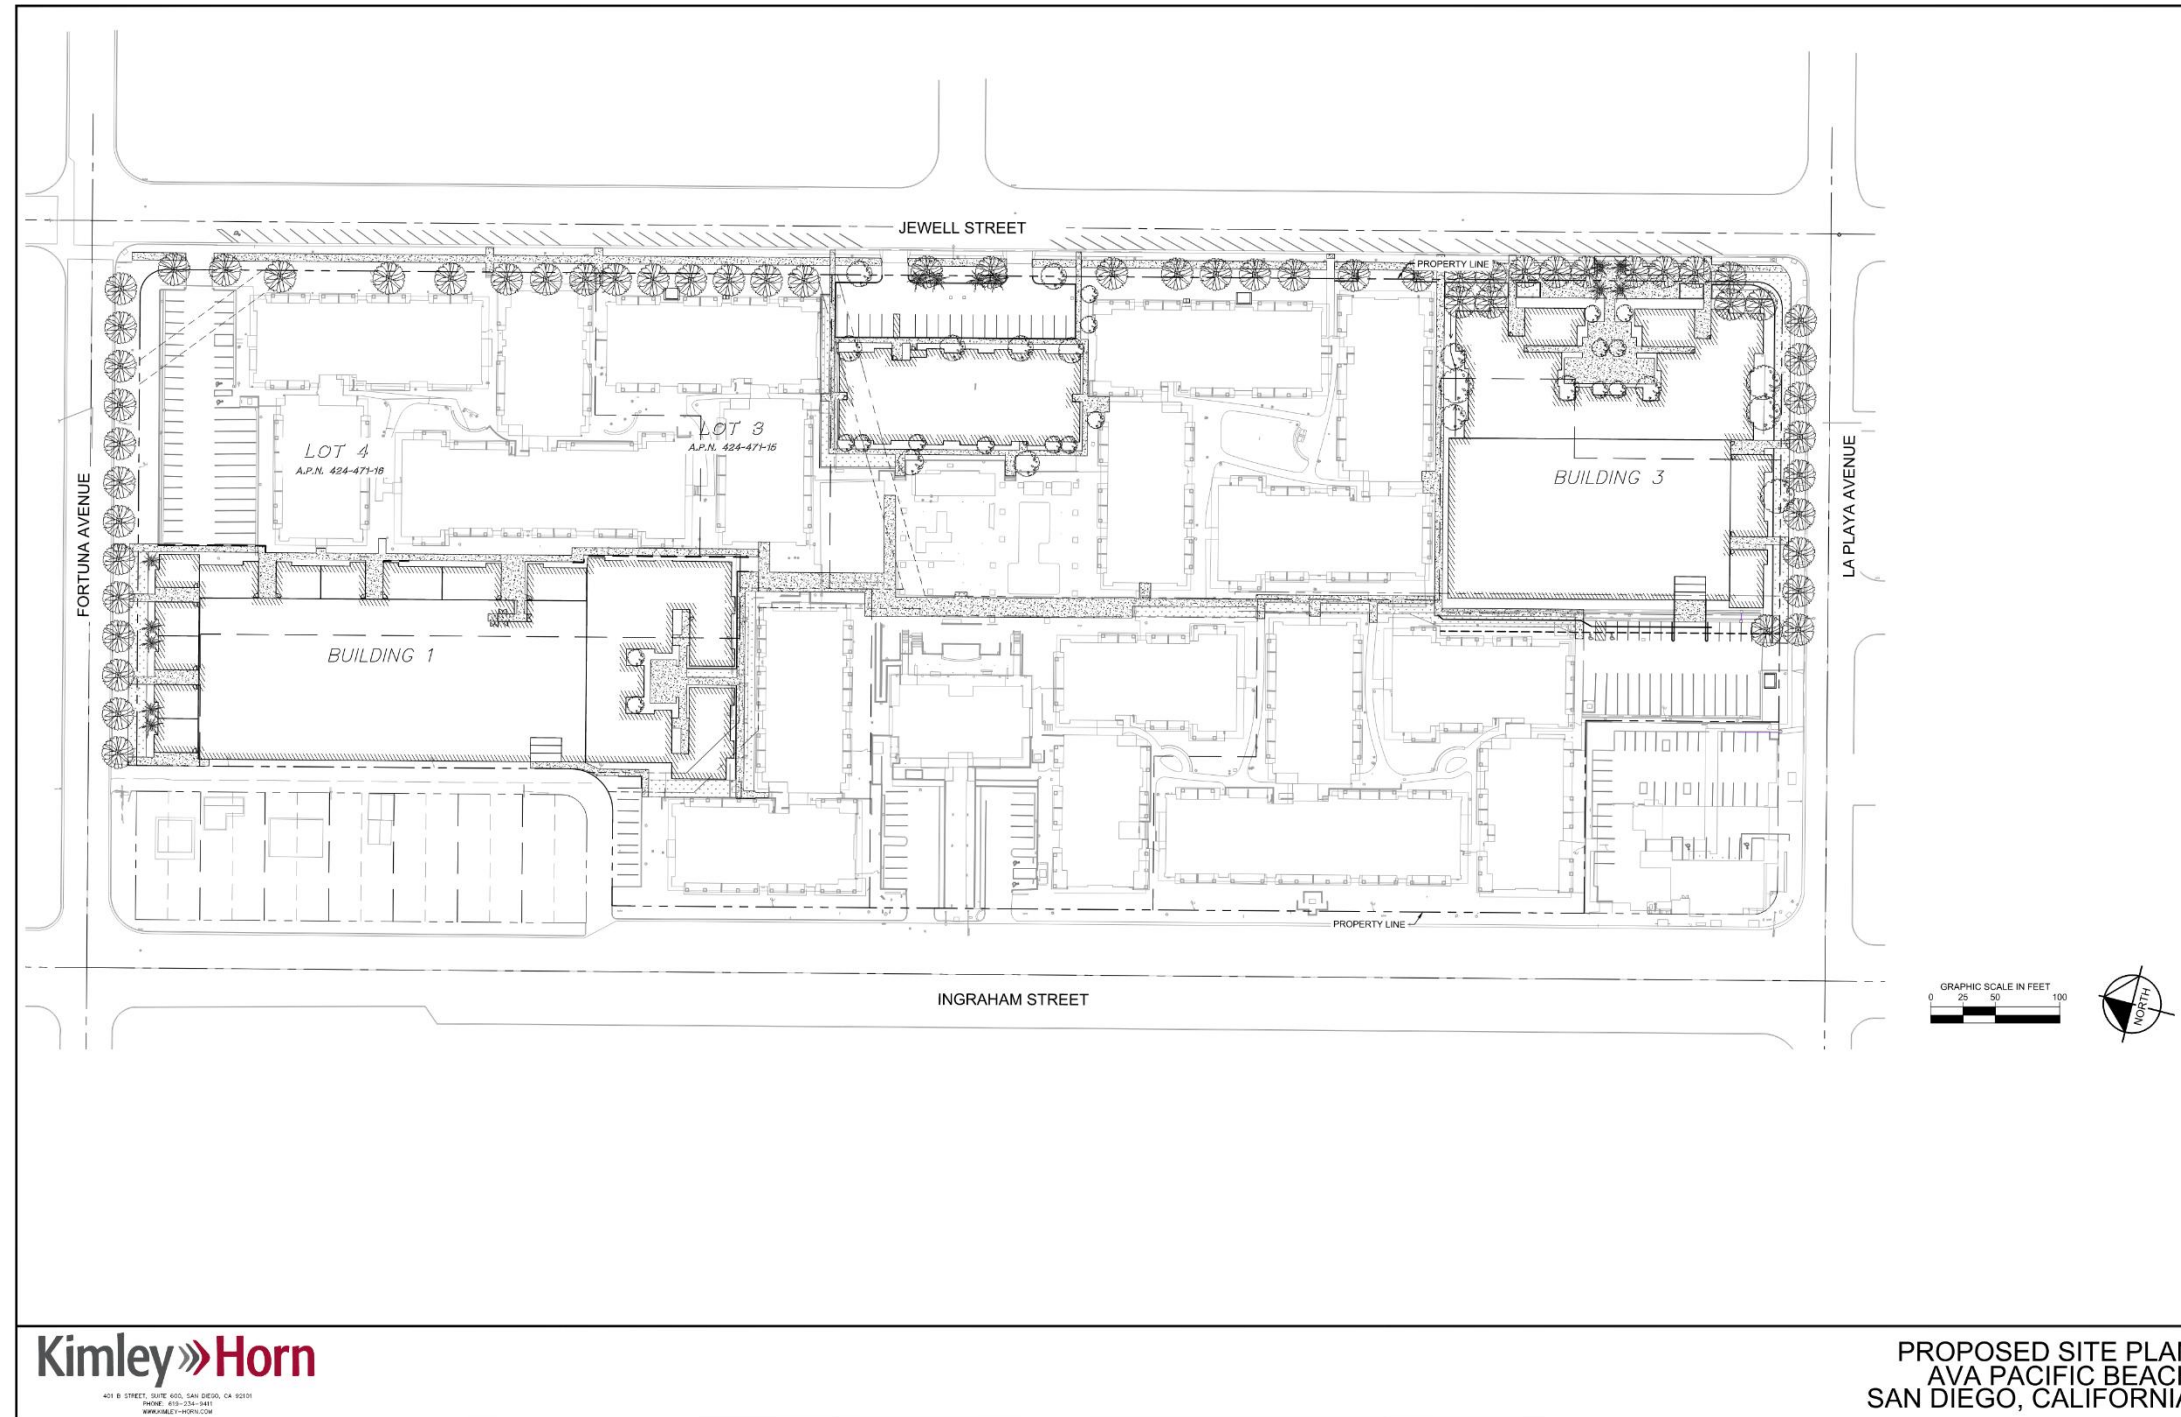 JEWELL STREET
PROPERTY LINE
LOT 3
A.P.N. 424-471-15
LOT 4
A.P.N. 424-471-16
BUILDING 3
FORTUNA AVENUE
LA PLAYA AVENUE
BUILDING 1
PROPERTY LINE
INGRAHAM STREET
GRAPHIC SCALE IN FEET
0 25 50 100
NORTH
Kimley»Horn
401 B STREET, SUITE 600, SAN DIEGO, CA 92101
PHONE: 619-234-9411
WWW.KIMLEY-HORN.COM
PROPOSED SITE PLAN
AVA PACIFIC BEACH
SAN DIEGO, CALIFORNIA